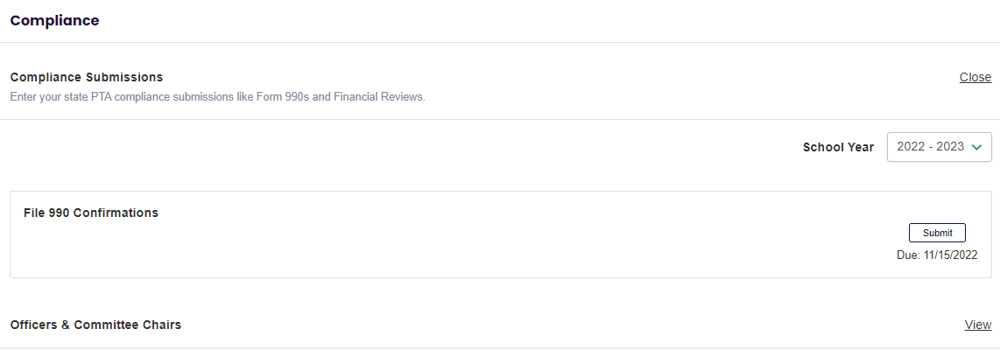 Compliance
Compliance Submissions
Close
Enter your state PTA compliance submissions like Form 990s and Financial Reviews.
School Year
2022 - 2023
File 990 Confirmations
Submit
Due: 11/15/2022
Officers & Committee Chairs
View